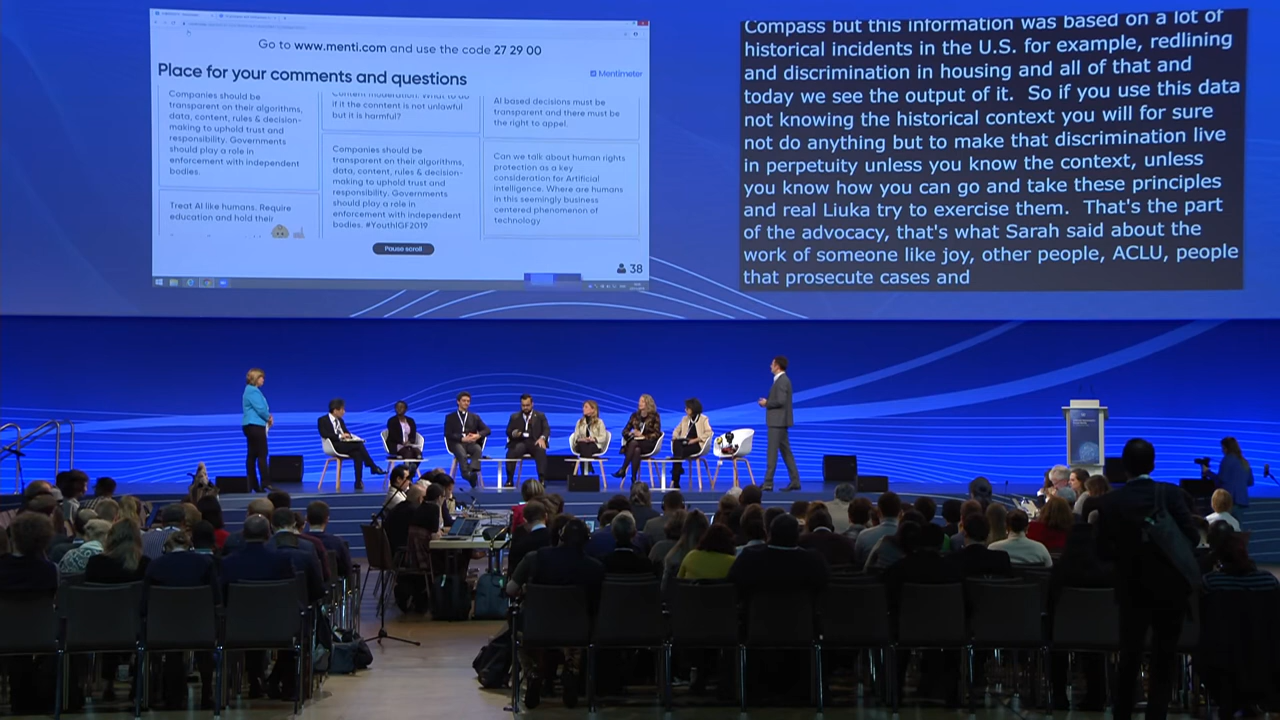 Go to www.menti.com and use the code 27 29 00
Place for your comments and questions
Mentimeter
Companies should be
transparent on their algorithms,
data, content, rules & decision-
making to uphold trust and
responsibility. Governments
should play a role in
enforcement with independent
bodies.
Treat AI like humans. Require
education and hold their
Content moderation. What to do
if it the conntent is not unlawful
but it is harmful?
Companies should be
transparent on their algorithms,
data, content, rules & decision-
making to uphold trust and
responsibility. Governments
should play a role in
enforcement with independent
bodies. #YouthIGF2019
AI based decisions must be
transparent and there must be
the right to appel.
Can we talk about human rights
protection as a key
consideration for Artificial
Intelligence. Where are humans
in this seemingly business
centered phenomenon of
technology
Pause scroll
38
Compass but this information was based on a lot of
historical incidents in the U.S. for example, redlining
and discrimination in housing and all of that and
today we see the output of it.  So if you use this data
not knowing the historical context you will for sure
not do anything but to make that discrimination live
in perpetuity unless you know the context, unless
you know how you can go and take these principles
and real Liuka try to exercise them.  That's the part
of the advocacy, that's what Sarah said about the
work of someone like joy, other people, ACLU, people
that prosecute cases and